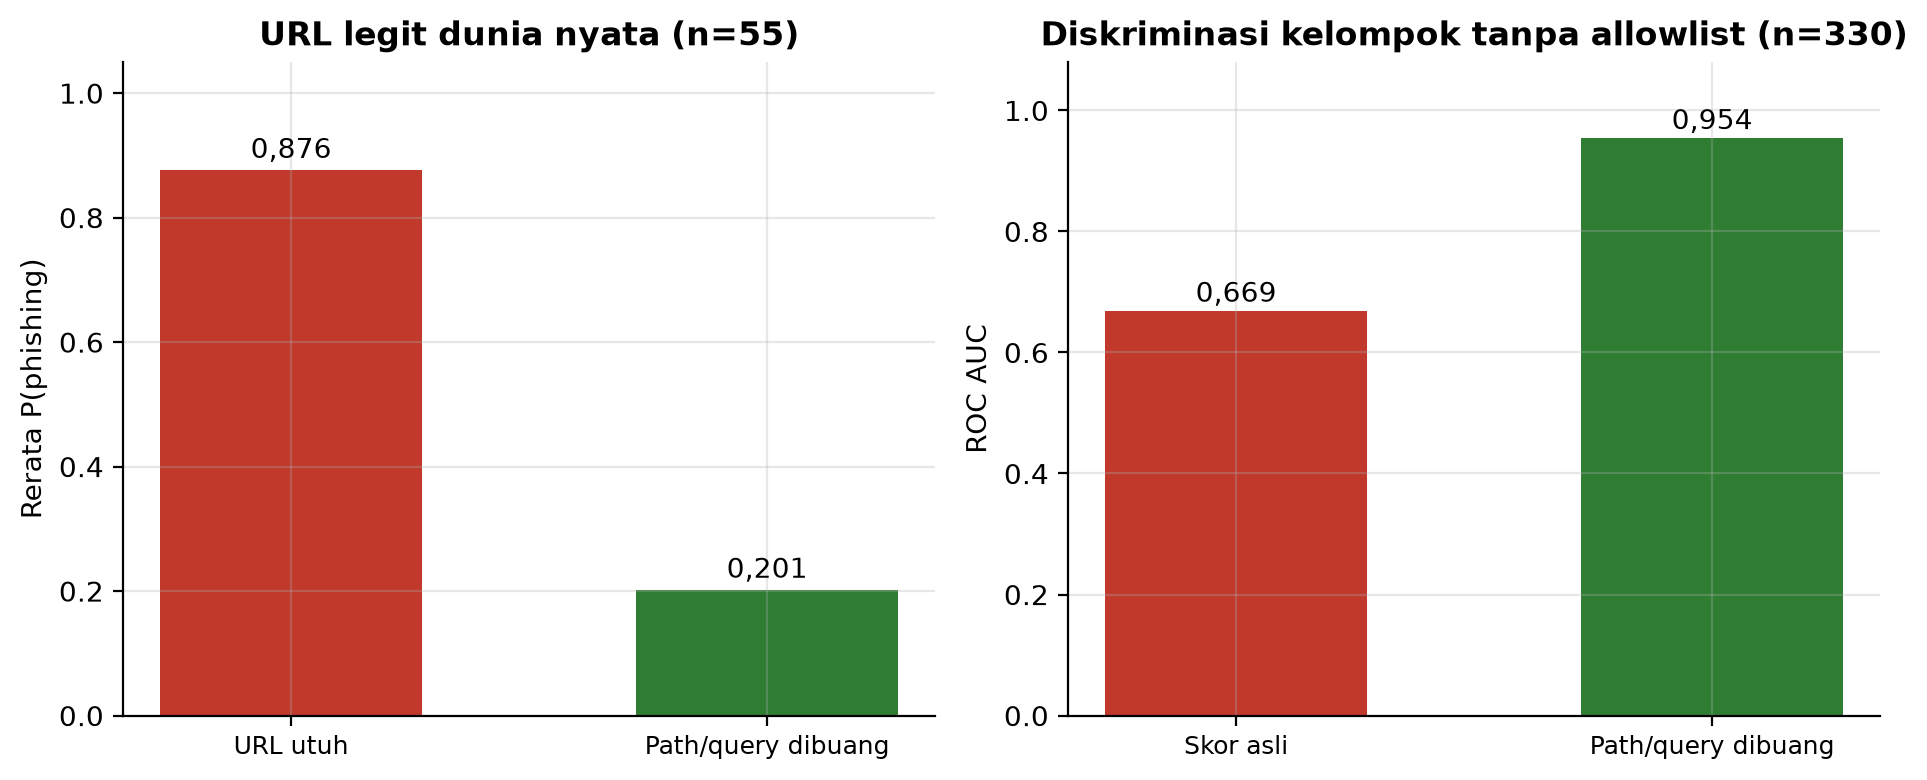 URL legit dunia nyata (n=55)
Rerata P(phishing)
1.0
0.8
0.6
0.4
0.2
0.0
0,876
0,201
URL utuh
Path/query dibuang
Diskriminasi kelompok tanpa allowlist (n=330)
ROC AUC
1.0
0.8
0.6
0.4
0.2
0.0
0,669
0,954
Skor asli
Path/query dibuang